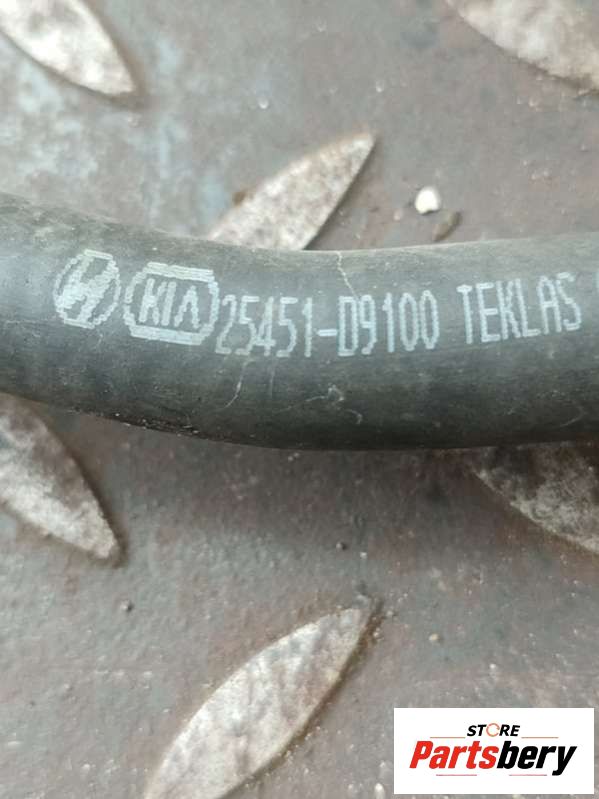 KIA 25451-D9100 TEKLAS
STORE
Partsbery